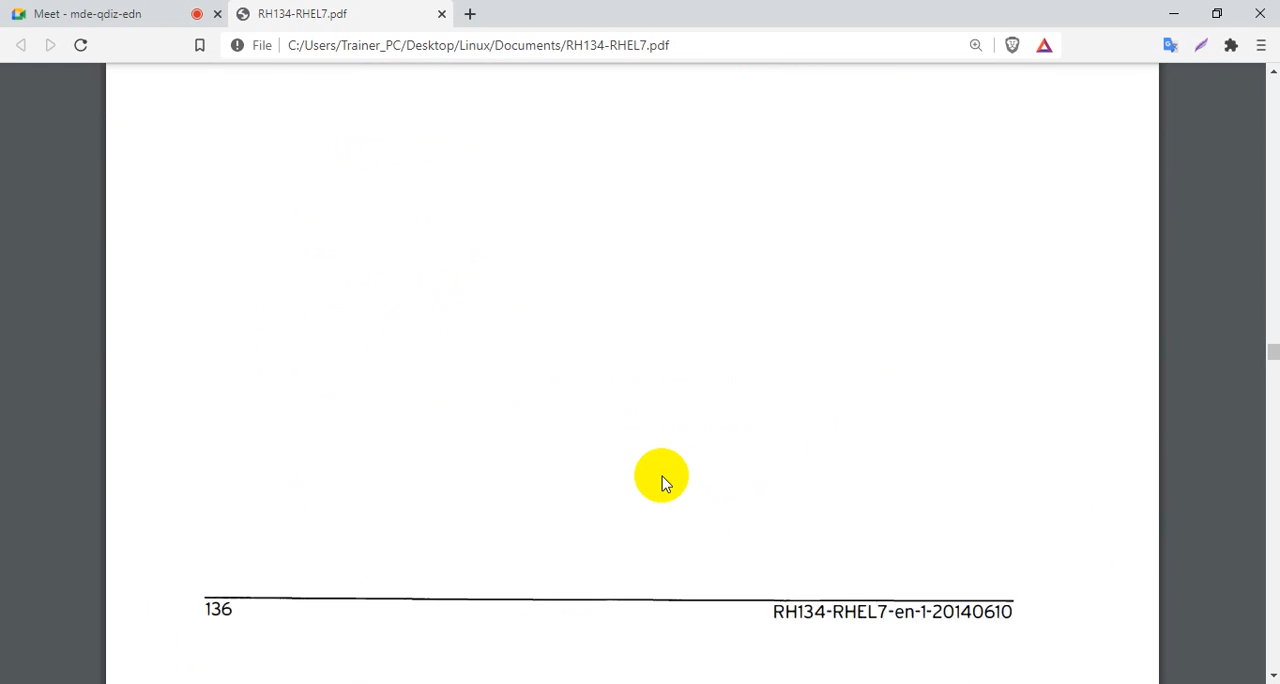 Meet - mde-qdiz-edn
RH134-RHEL7.pdf
File
C:/Users/Trainer_PC/Desktop/Linux/Documents/RH134-RHEL7.pdf
136
RH134-RHEL7-en-1-20140610